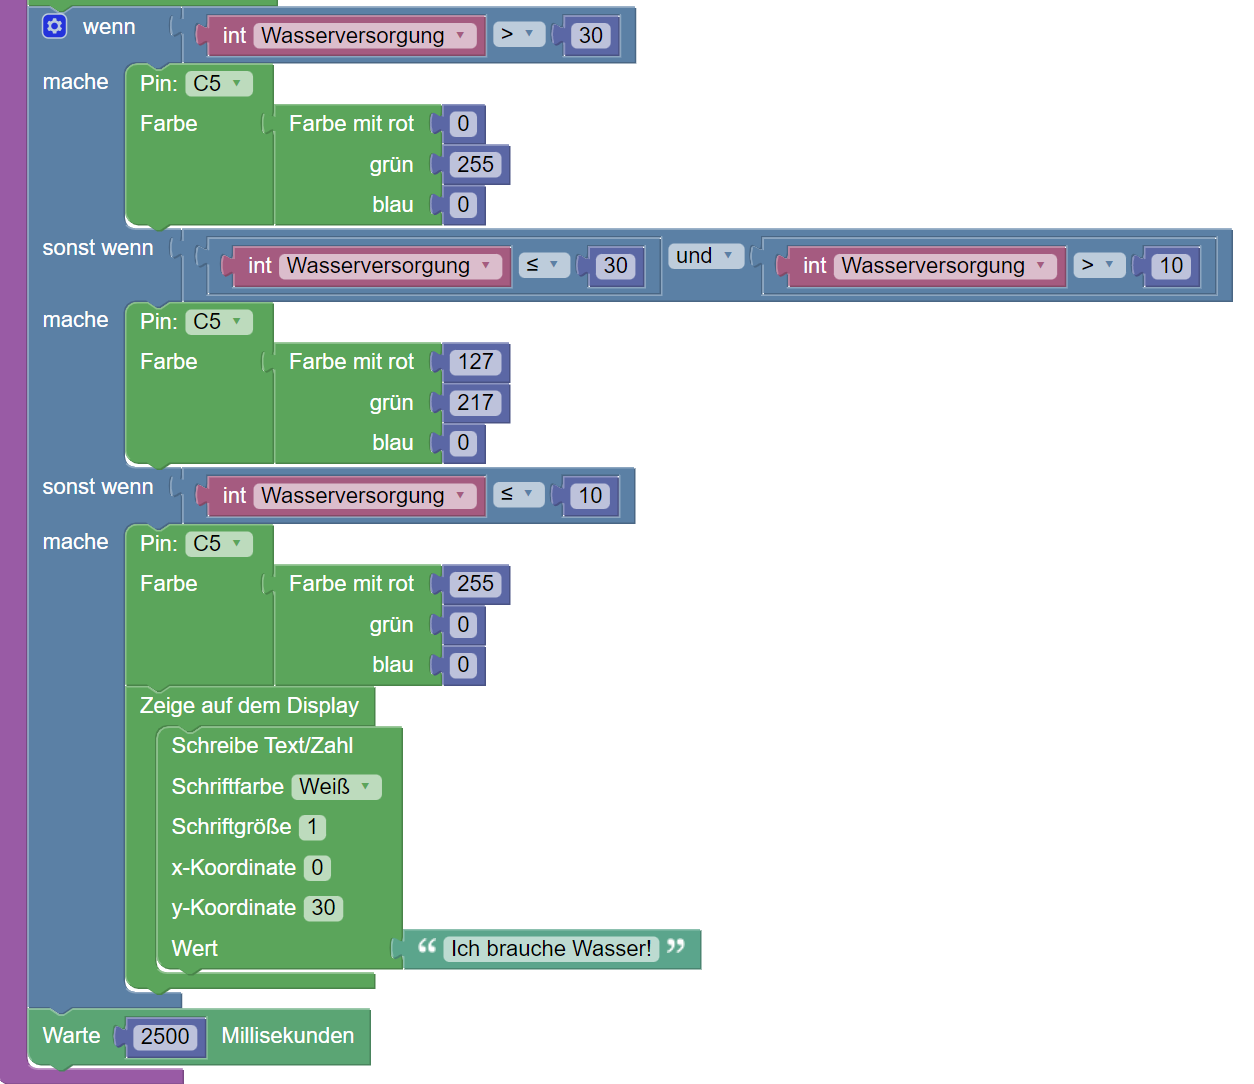 wenn int Wasserversorgung > 30
mache Pin: C5
Farbe Farbe mit rot 0
grün 255
blau 0
sonst wenn int Wasserversorgung ≤ 30 und int Wasserversorgung > 10
mache Pin: C5
Farbe Farbe mit rot 127
grün 217
blau 0
sonst wenn int Wasserversorgung ≤ 10
mache Pin: C5
Farbe Farbe mit rot 255
grün 0
blau 0
Zeige auf dem Display
Schreibe Text/Zahl
Schriftfarbe Weiß
Schriftgröße 1
x-Koordinate 0
y-Koordinate 30
Wert “ Ich brauche Wasser! ”
Warte 2500 Millisekunden